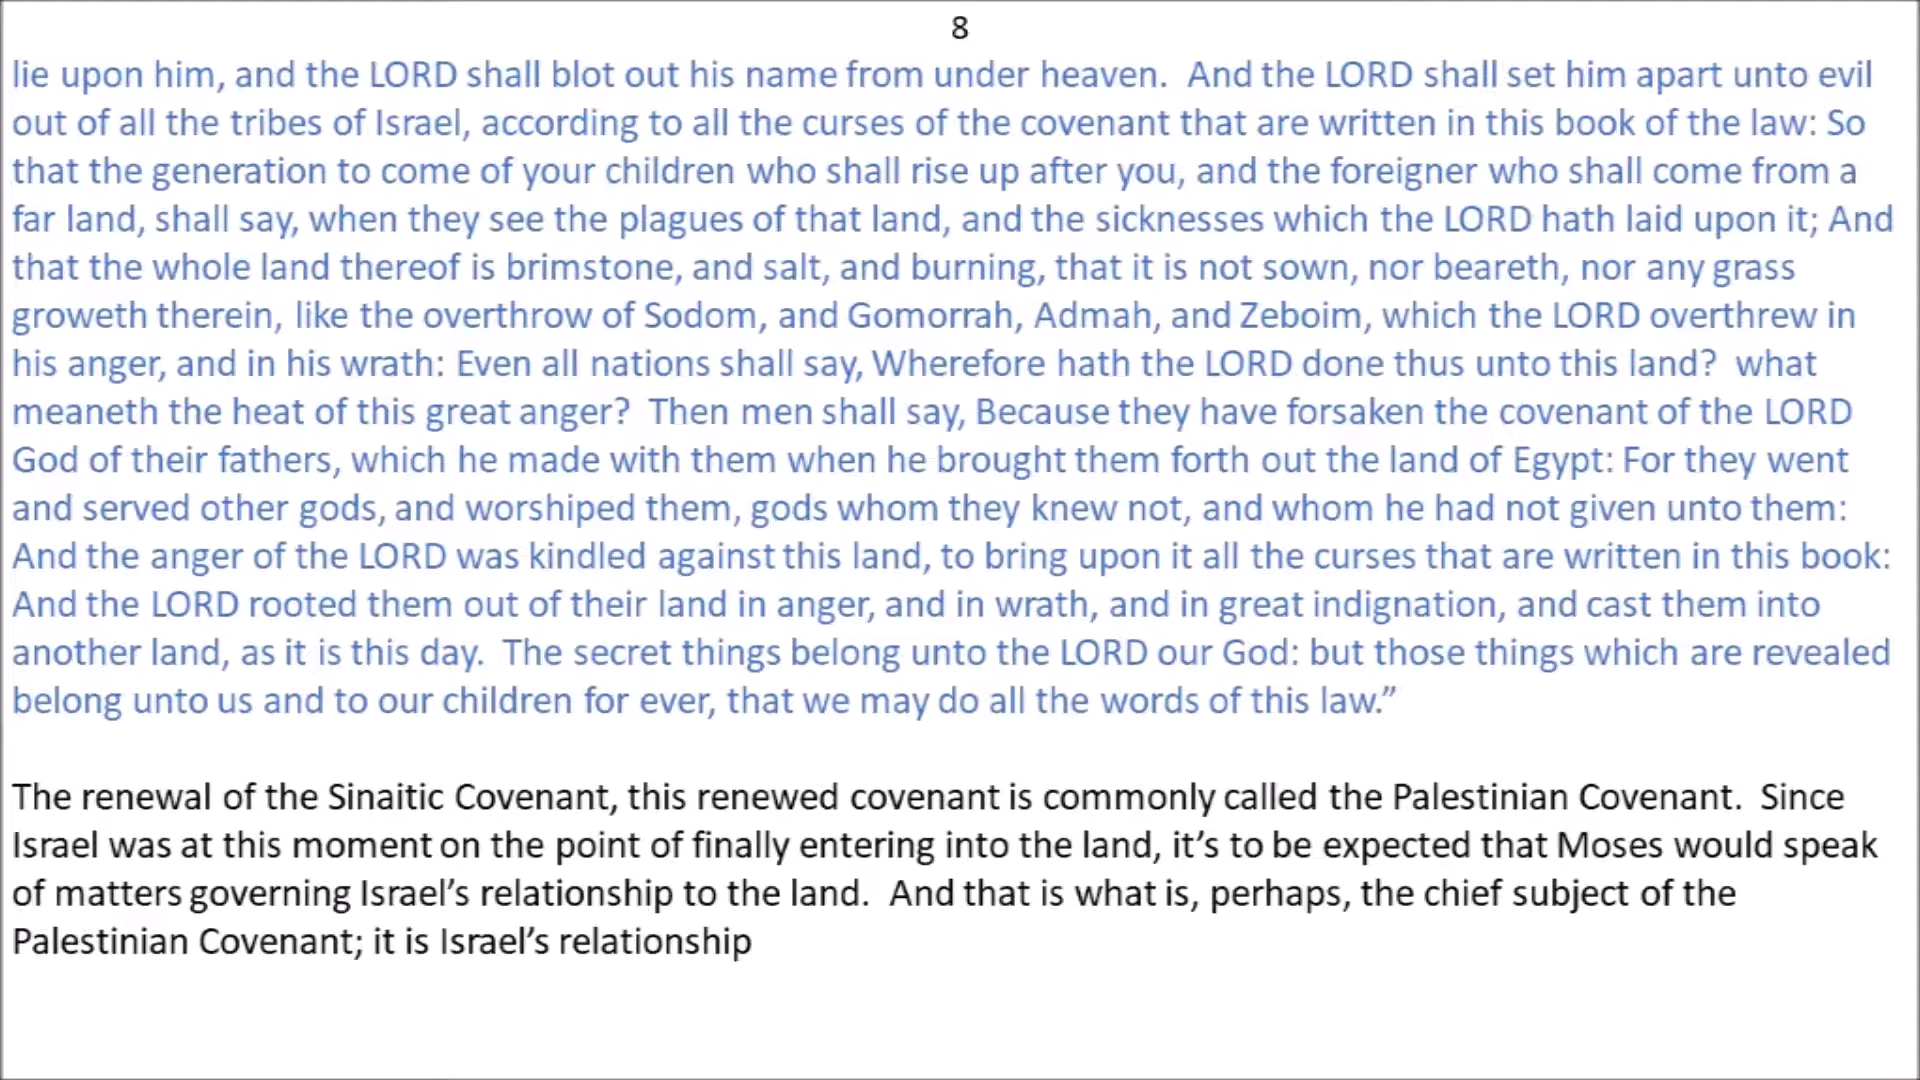 8
lie upon him, and the LORD shall blot out his name from under heaven.  And the LORD shall set him apart unto evil
out of all the tribes of Israel, according to all the curses of the covenant that are written in this book of the law: So
that the generation to come of your children who shall rise up after you, and the foreigner who shall come from a
far land, shall say, when they see the plagues of that land, and the sicknesses which the LORD hath laid upon it; And
that the whole land thereof is brimstone, and salt, and burning, that it is not sown, nor beareth, nor any grass
groweth therein, like the overthrow of Sodom, and Gomorrah, Admah, and Zeboim, which the LORD overthrew in
his anger, and in his wrath: Even all nations shall say, Wherefore hath the LORD done thus unto this land?  what
meaneth the heat of this great anger?  Then men shall say, Because they have forsaken the covenant of the LORD
God of their fathers, which he made with them when he brought them forth out the land of Egypt: For they went
and served other gods, and worshiped them, gods whom they knew not, and whom he had not given unto them:
And the anger of the LORD was kindled against this land, to bring upon it all the curses that are written in this book:
And the LORD rooted them out of their land in anger, and in wrath, and in great indignation, and cast them into
another land, as it is this day.  The secret things belong unto the LORD our God: but those things which are revealed
belong unto us and to our children for ever, that we may do all the words of this law.”
The renewal of the Sinaitic Covenant, this renewed covenant is commonly called the Palestinian Covenant.  Since
Israel was at this moment on the point of finally entering into the land, it’s to be expected that Moses would speak
of matters governing Israel’s relationship to the land.  And that is what is, perhaps, the chief subject of the
Palestinian Covenant; it is Israel’s relationship